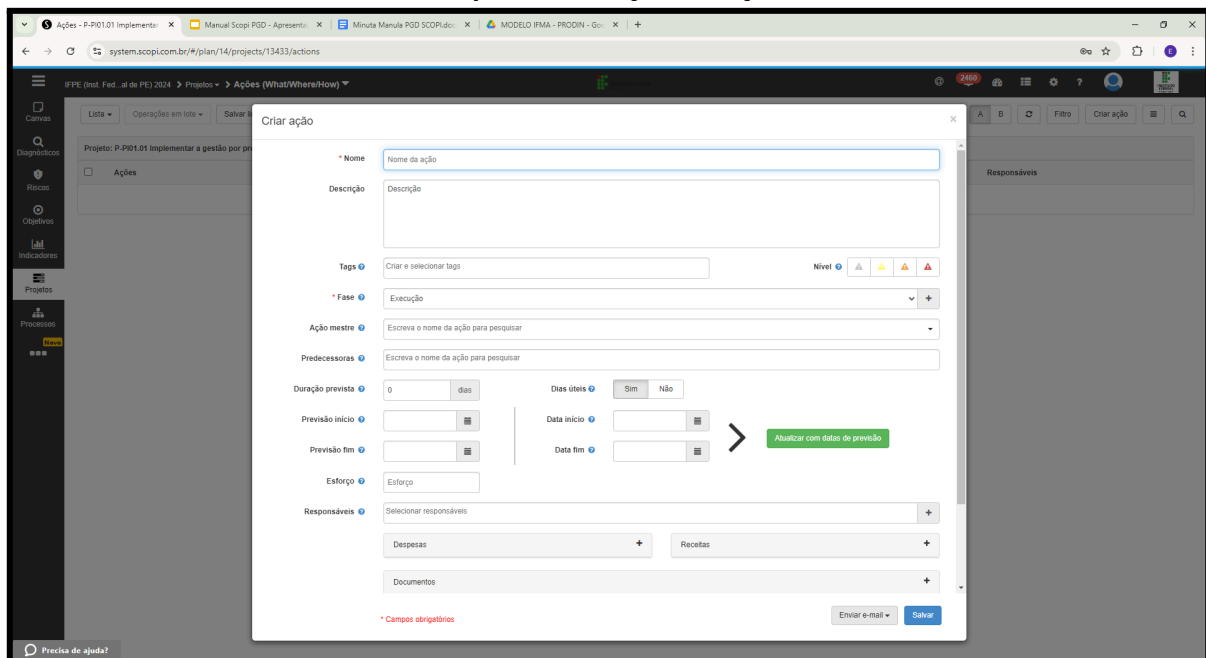 Ações - P-PI01.01 Implementar
Manual Scopi PGD - Apresenta
Minuta Manula PGD SCOPI.doc
MODELO IFMA - PRODIN - Goo
system.scopi.com.br/#/plan/14/projects/13433/actions
E
IFPE (Inst. Fed...al de PE) 2024 Projetos Ações (What/Where/How)
@ 2460 ?
Canvas
Diagnósticos
Riscos
Objetivos
Indicadores
Projetos
Processos
Novo
Lista Operações em lote Salvar li
A B Filtro Criar ação
Projeto: P-PI01.01 Implementar a gestão por pr
Ações Responsáveis
Criar ação ×
* Nome Nome da ação
Descrição Descrição
Tags Criar e selecionar tags Nível
* Fase Execução +
Ação mestre Escreva o nome da ação para pesquisar
Predecessoras Escreva o nome da ação para pesquisar
Duração prevista 0 dias Dias úteis Sim Não
Previsão início Data início
Atualizar com datas de previsão
Previsão fim Data fim
Esforço Esforço
Responsáveis Selecionar responsáveis +
Despesas + Receitas +
Documentos +
* Campos obrigatórios Enviar e-mail Salvar
Precisa de ajuda?